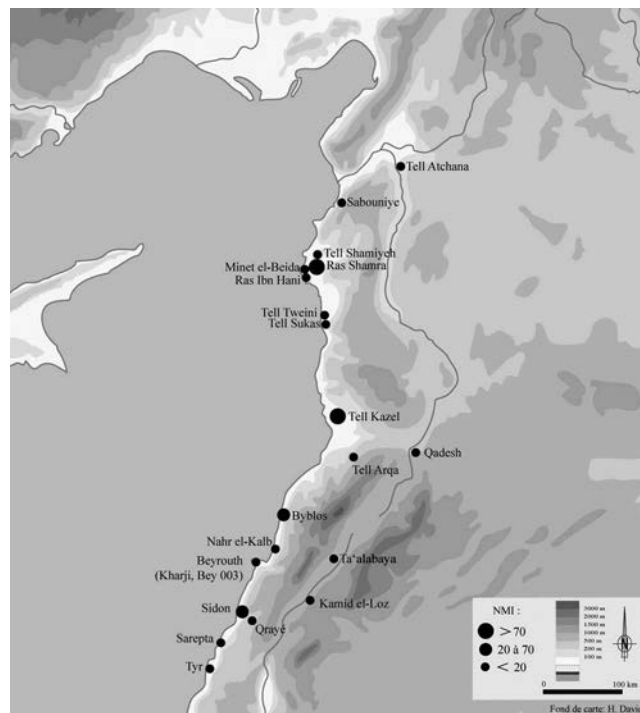 Tell Atchana
Sabouniye
Tell Shamiyeh
Minet el-Beida
Ras Shamra
Ras Ibn Hani
Tell Tweini
Tell Sukas
Tell Kazel
Qadesh
Tell Arqa
Byblos
Nahr el-Kalb
Beyrouth
(Kharji, Bey 003)
Ta‘alabaya
Kamid el-Loz
Sidon
Qrayé
Sarepta
Tyr
NMI :
> 70
20 à 70
< 20
3000 m
2000 m
1500 m
1000 m
500 m
200 m
100 m
N
0
100 km
Fond de carte: H. David